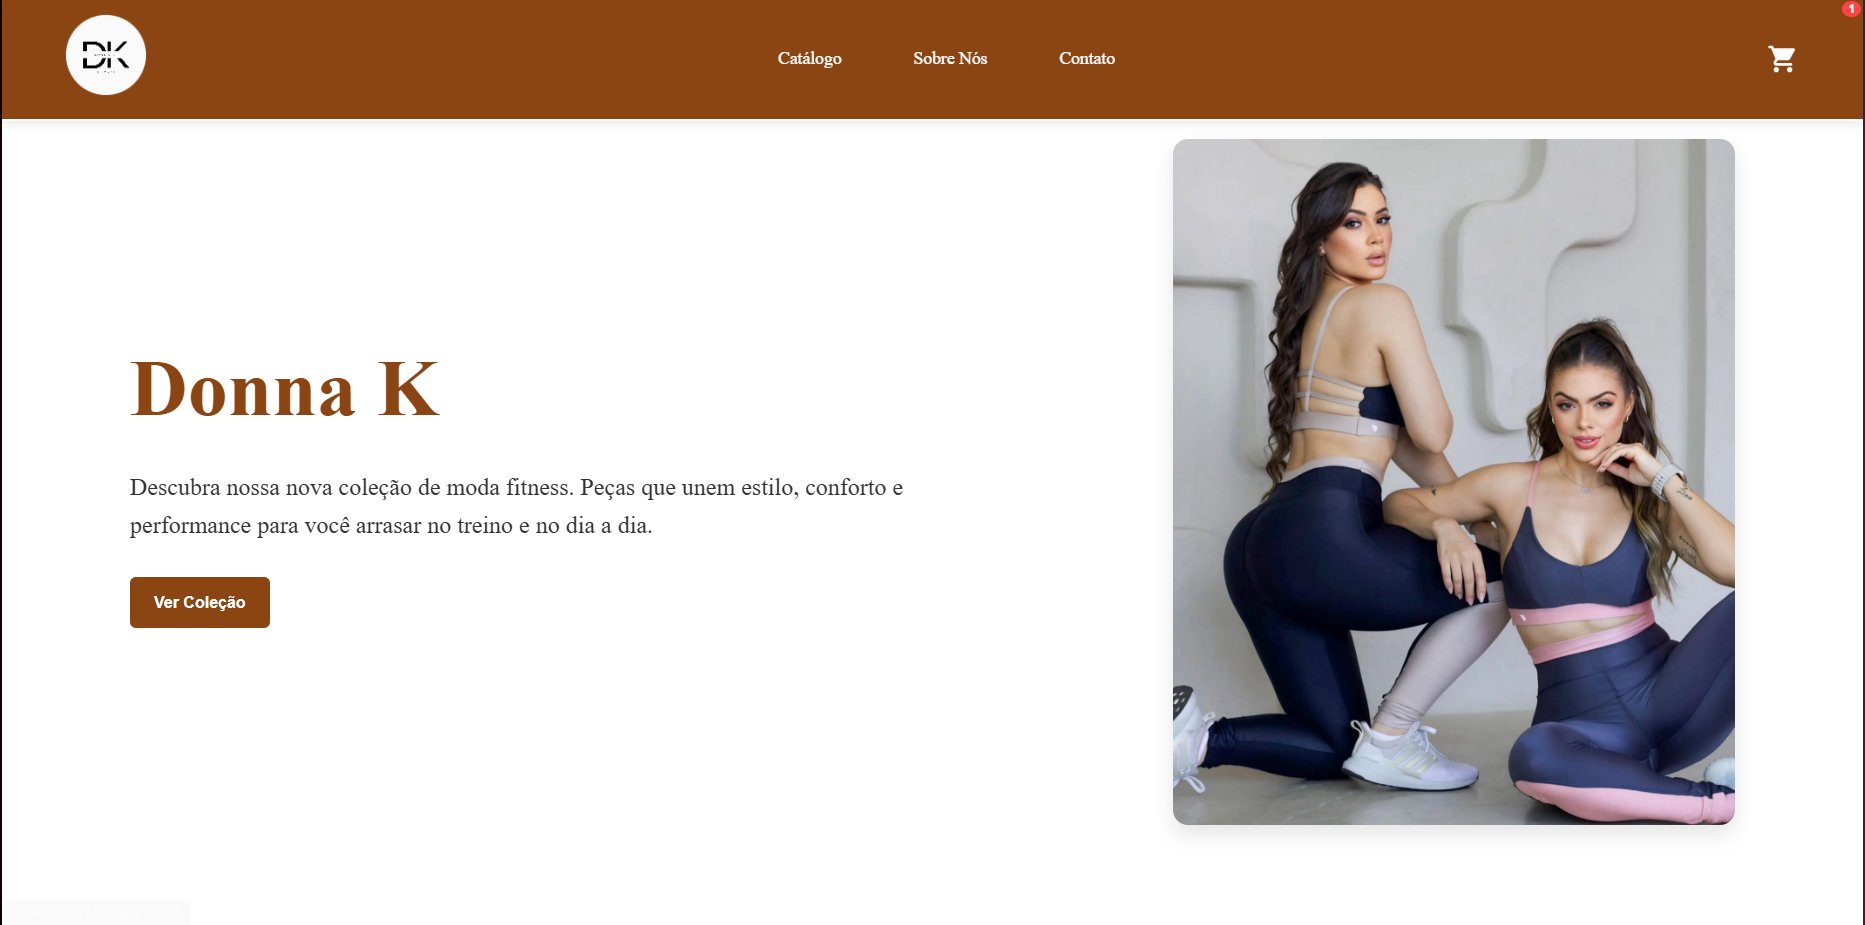 DK
Catálogo
Sobre Nós
Contato
1
Donna K
Descubra nossa nova coleção de moda fitness. Peças que unem estilo, conforto e
performance para você arrasar no treino e no dia a dia.
Ver Coleção